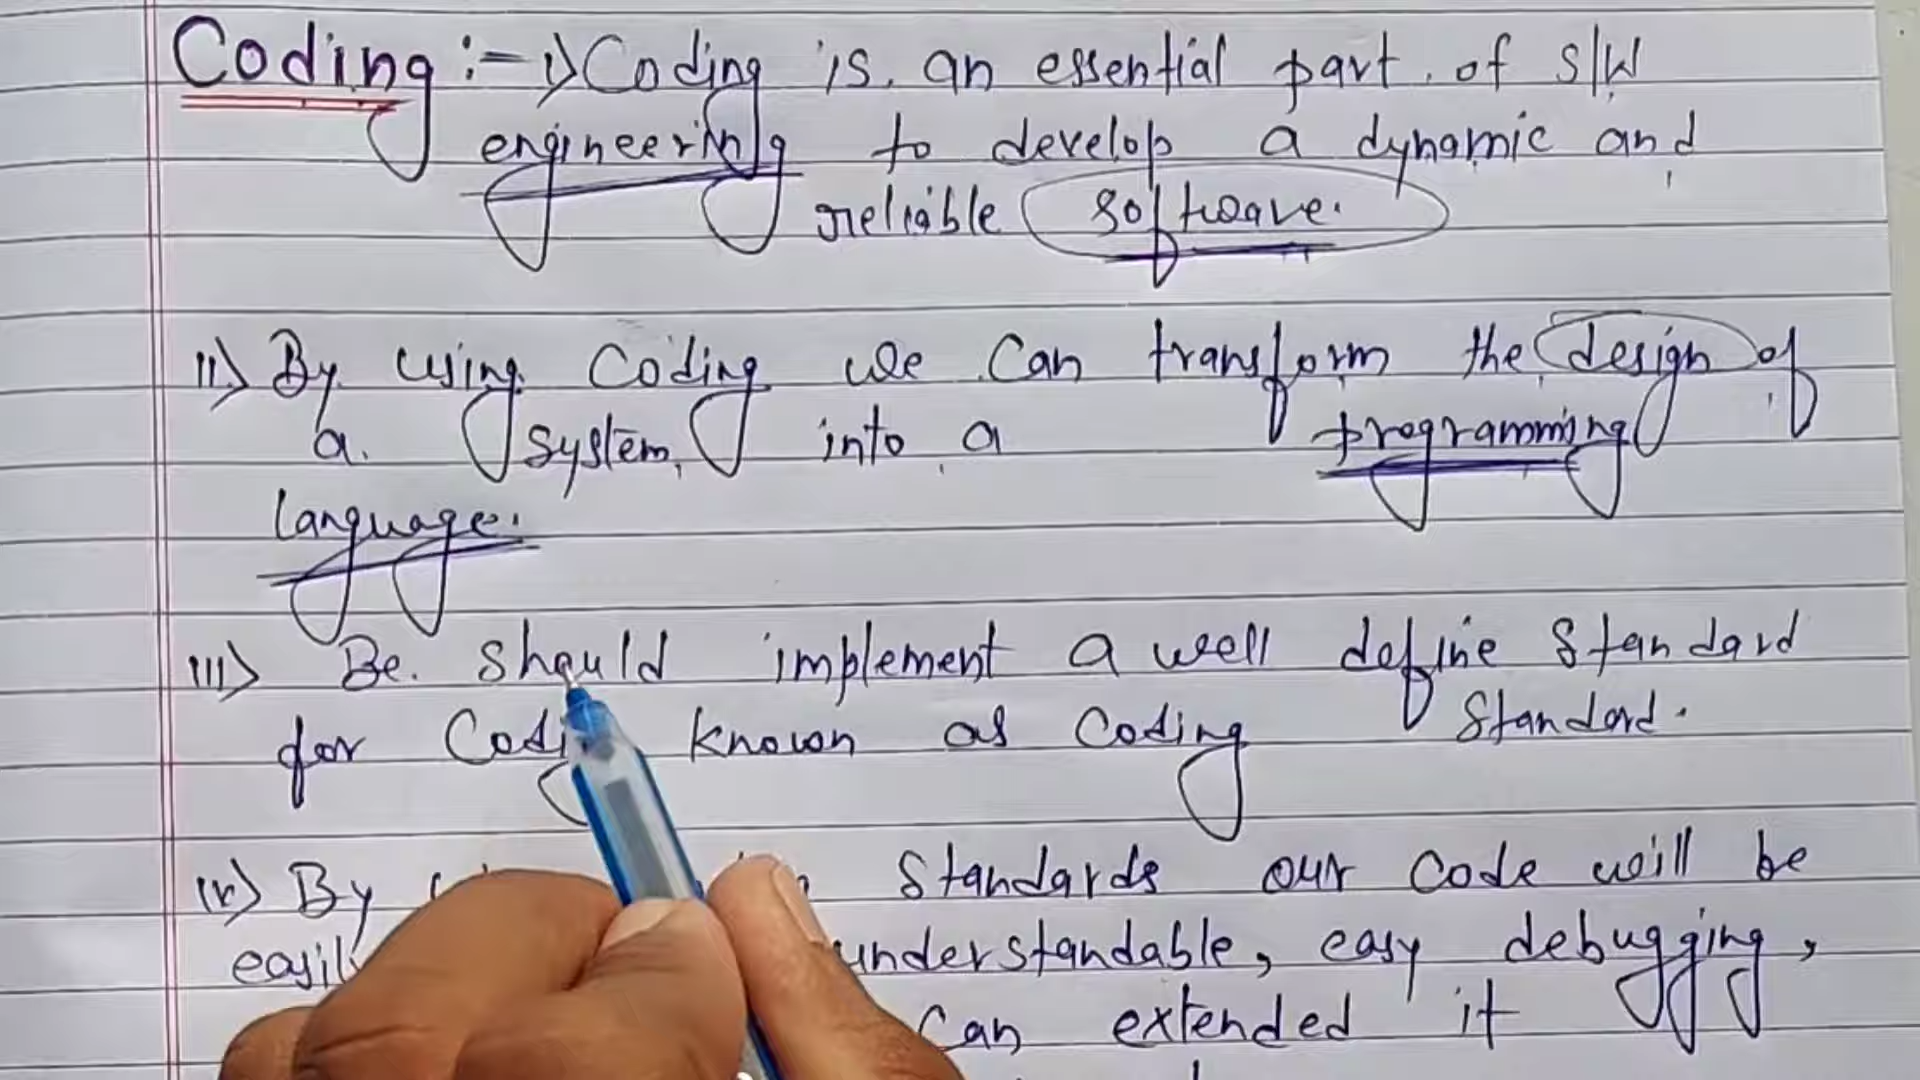 Coding :- i) Coding is an essential part of S/W
engineering to develop a dynamic and
reliable software.
ii) By using Coding we Can transform the design of
a system into a programming
language.
iii) Be should implement a well define Standard
for Coding known as Coding Standard.
iv) By Standards our Code will be
easily understandable, easy debugging,
Can extended it